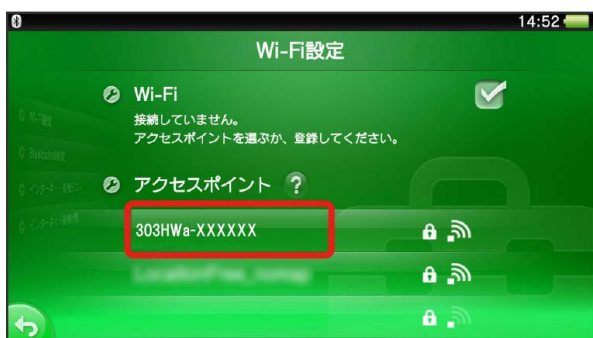 14:52
Wi-Fi設定
Wi-Fi
接続していません。
アクセスポイントを選ぶか、登録してください。
アクセスポイント ?
303HWa-XXXXXX